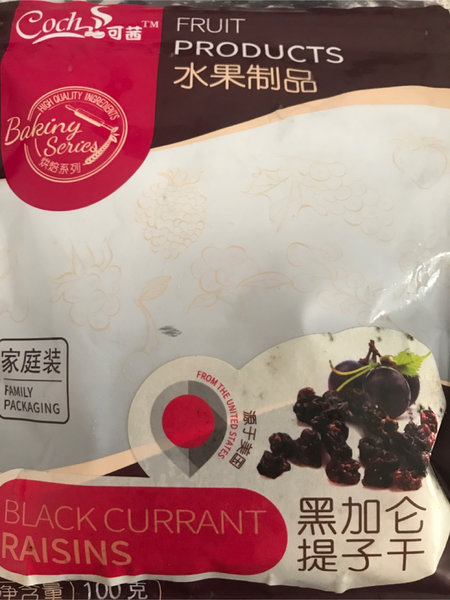 Coch 可茜™
FRUIT
PRODUCTS
水果制品
HIGH QUALITY INGREDIENTS
Baking
Series
烘焙系列
家庭装
FAMILY
PACKAGING
FROM THE UNITED STATES
源于美国
BLACK CURRANT
RAISINS
黑加仑
提子干
净含量 100克